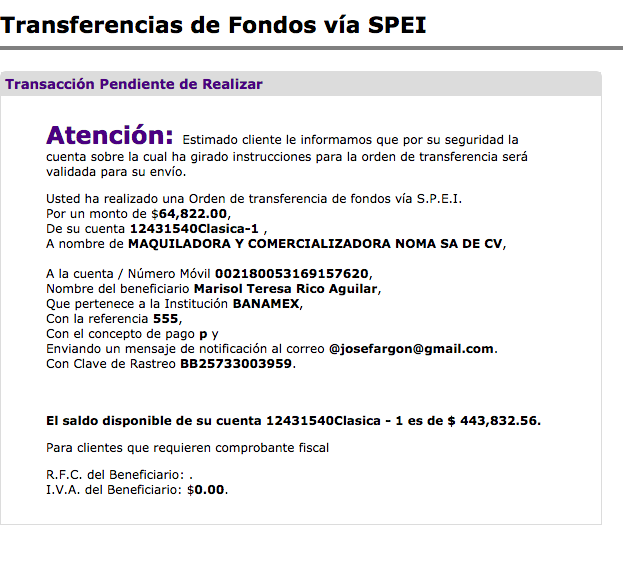 Transferencias de Fondos vía SPEI
Transacción Pendiente de Realizar
Atención: Estimado cliente le informamos que por su seguridad la
cuenta sobre la cual ha girado instrucciones para la orden de transferencia será
validada para su envío.
Usted ha realizado una Orden de transferencia de fondos vía S.P.E.I.
Por un monto de $64,822.00,
De su cuenta 12431540Clasica-1 ,
A nombre de MAQUILADORA Y COMERCIALIZADORA NOMA SA DE CV,
A la cuenta / Número Móvil 002180053169157620,
Nombre del beneficiario Marisol Teresa Rico Aguilar,
Que pertenece a la Institución BANAMEX,
Con la referencia 555,
Con el concepto de pago p y
Enviando un mensaje de notificación al correo @josefargon@gmail.com.
Con Clave de Rastreo BB25733003959.
El saldo disponible de su cuenta 12431540Clasica - 1 es de $ 443,832.56.
Para clientes que requieren comprobante fiscal
R.F.C. del Beneficiario: .
I.V.A. del Beneficiario: $0.00.